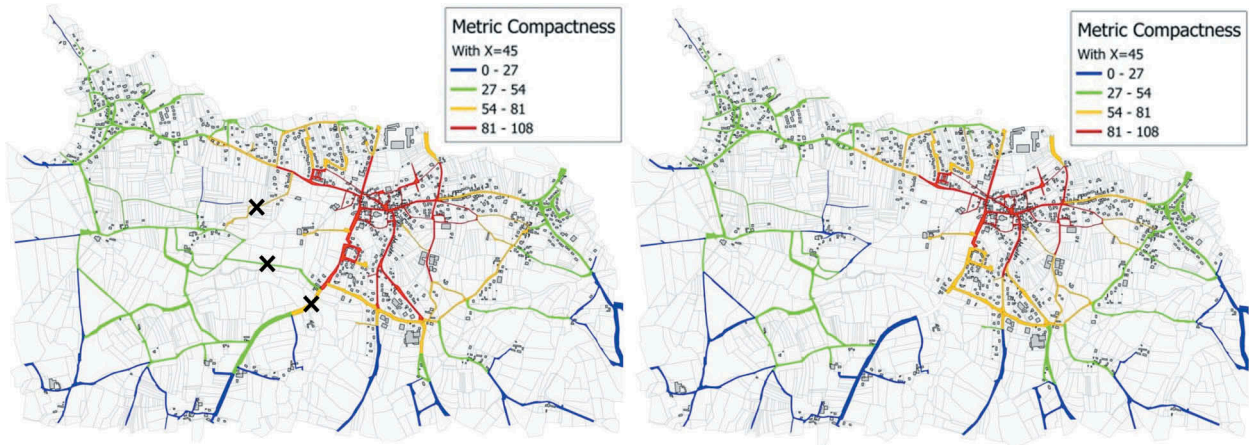 Metric Compactness
With X=45
0 - 27
27 - 54
54 - 81
81 - 108
Metric Compactness
With X=45
0 - 27
27 - 54
54 - 81
81 - 108